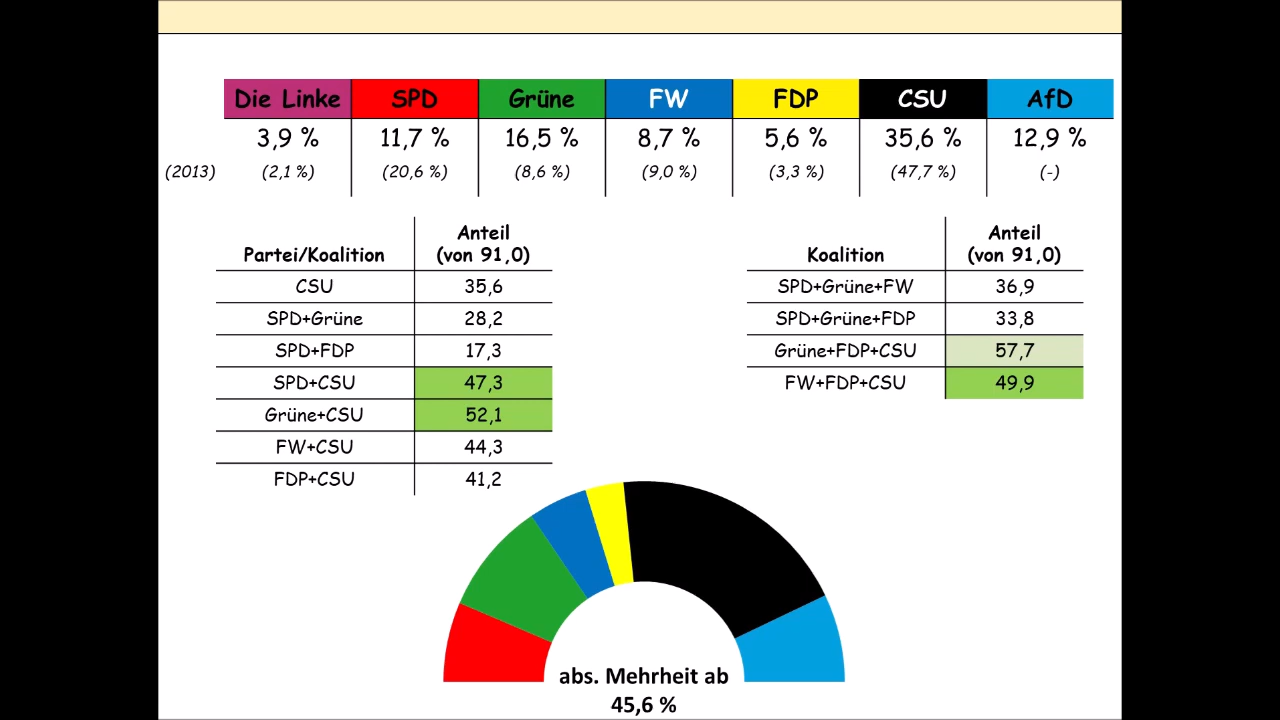 Die Linke SPD Grüne FW FDP CSU AfD
3,9 % 11,7 % 16,5 % 8,7 % 5,6 % 35,6 % 12,9 %
(2013) (2,1 %) (20,6 %) (8,6 %) (9,0 %) (3,3 %) (47,7 %) (-)
Partei/Koalition Anteil
(von 91,0)
CSU 35,6
SPD+Grüne 28,2
SPD+FDP 17,3
SPD+CSU 47,3
Grüne+CSU 52,1
FW+CSU 44,3
FDP+CSU 41,2
Koalition Anteil
(von 91,0)
SPD+Grüne+FW 36,9
SPD+Grüne+FDP 33,8
Grüne+FDP+CSU 57,7
FW+FDP+CSU 49,9
abs. Mehrheit ab
45,6 %